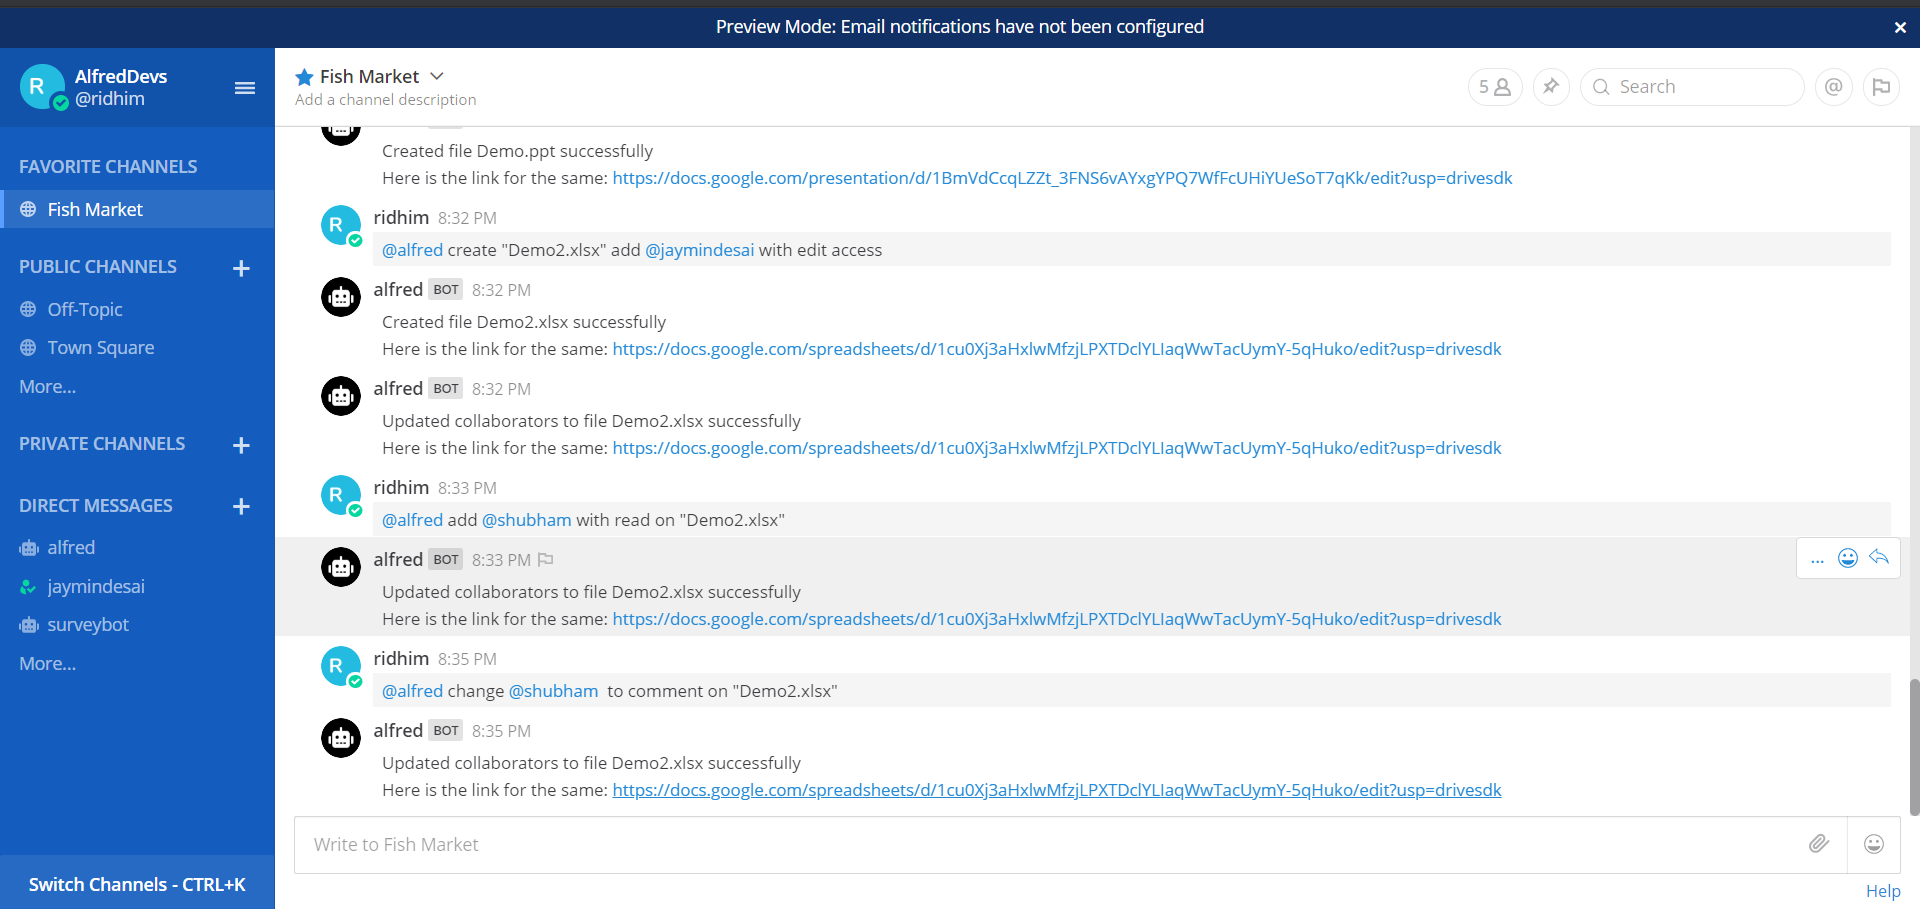 Preview Mode: Email notifications have not been configured
×
R
AlfredDevs
@ridhim
FAVORITE CHANNELS
Fish Market
PUBLIC CHANNELS +
Off-Topic
Town Square
More...
PRIVATE CHANNELS +
DIRECT MESSAGES +
alfred
jaymindesai
surveybot
More...
Switch Channels - CTRL+K
Fish Market
Add a channel description
5
Search
@
Created file Demo.ppt successfully
Here is the link for the same: https://docs.google.com/presentation/d/1BmVdCcqLZZt_3FNS6vAYxgYPQ7WfFcUHiYUeSoT7qKk/edit?usp=drivesdk
R
ridhim 8:32 PM
@alfred create "Demo2.xlsx" add @jaymindesai with edit access
alfred BOT 8:32 PM
Created file Demo2.xlsx successfully
Here is the link for the same: https://docs.google.com/spreadsheets/d/1cu0Xj3aHxlwMfzjLPXTDclYLIaqWwTacUymY-5qHuko/edit?usp=drivesdk
alfred BOT 8:32 PM
Updated collaborators to file Demo2.xlsx successfully
Here is the link for the same: https://docs.google.com/spreadsheets/d/1cu0Xj3aHxlwMfzjLPXTDclYLIaqWwTacUymY-5qHuko/edit?usp=drivesdk
R
ridhim 8:33 PM
@alfred add @shubham with read on "Demo2.xlsx"
alfred BOT 8:33 PM
...
Updated collaborators to file Demo2.xlsx successfully
Here is the link for the same: https://docs.google.com/spreadsheets/d/1cu0Xj3aHxlwMfzjLPXTDclYLIaqWwTacUymY-5qHuko/edit?usp=drivesdk
R
ridhim 8:35 PM
@alfred change @shubham to comment on "Demo2.xlsx"
alfred BOT 8:35 PM
Updated collaborators to file Demo2.xlsx successfully
Here is the link for the same: https://docs.google.com/spreadsheets/d/1cu0Xj3aHxlwMfzjLPXTDclYLIaqWwTacUymY-5qHuko/edit?usp=drivesdk
Write to Fish Market
Help